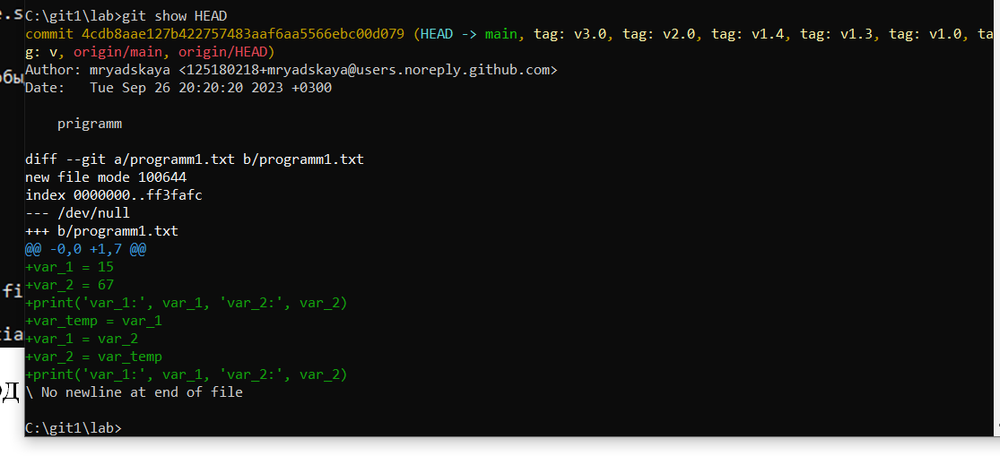 C:\git1\lab>git show HEAD
commit 4cdb8aae127b422757483aaf6aa5566ebc00d079 (HEAD -> main, tag: v3.0, tag: v2.0, tag: v1.4, tag: v1.3, tag: v1.0, ta
g: v, origin/main, origin/HEAD)
Author: mryadskaya <125180218+mryadskaya@users.noreply.github.com>
Date:   Tue Sep 26 20:20:20 2023 +0300
    prigramm
diff --git a/programm1.txt b/programm1.txt
new file mode 100644
index 0000000..ff3fafc
--- /dev/null
+++ b/programm1.txt
@@ -0,0 +1,7 @@
+var_1 = 15
+var_2 = 67
+print('var_1:', var_1, 'var_2:', var_2)
+var_temp = var_1
+var_1 = var_2
+var_2 = var_temp
+print('var_1:', var_1, 'var_2:', var_2)
\ No newline at end of file
C:\git1\lab>